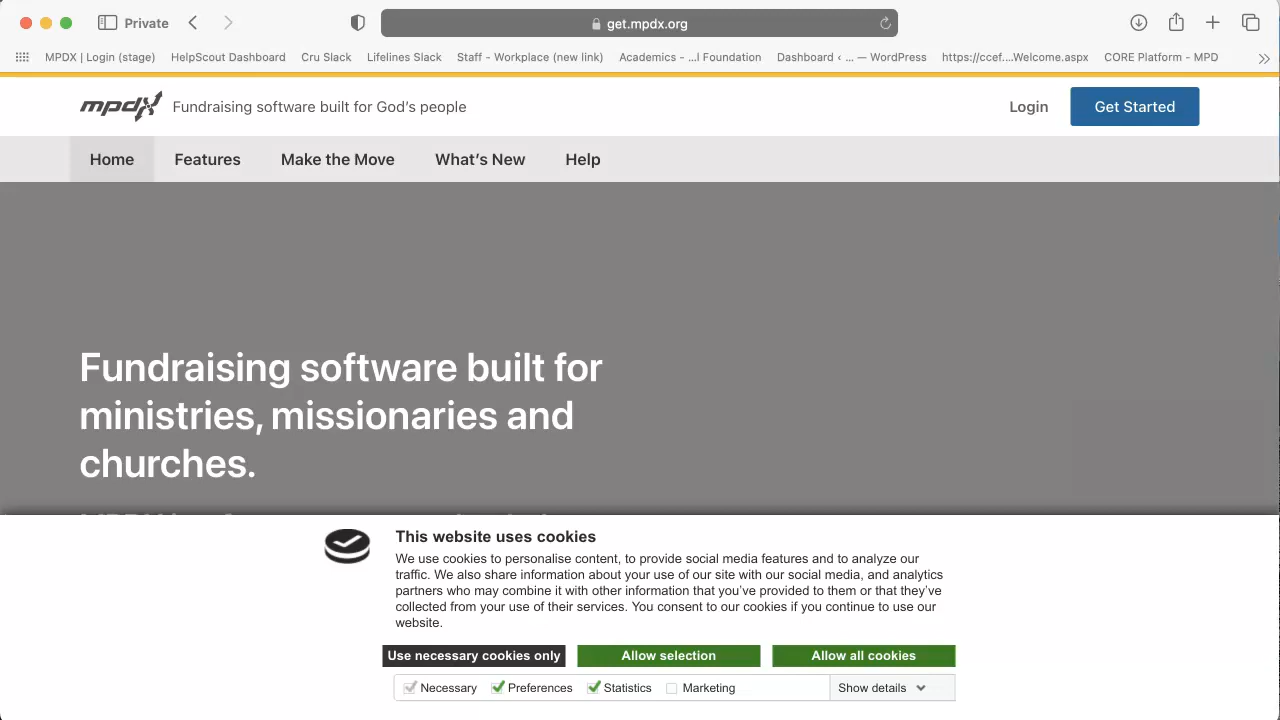 Private
get.mpdx.org
MPDX | Login (stage) HelpScout Dashboard Cru Slack Lifelines Slack Staff - Workplace (new link) Academics - ...l Foundation Dashboard ‹ ... — WordPress https://ccef....Welcome.aspx CORE Platform - MPD
mpdx Fundraising software built for God's people Login Get Started
Home Features Make the Move What's New Help
Fundraising software built for
ministries, missionaries and
churches.
This website uses cookies
We use cookies to personalise content, to provide social media features and to analyze our
traffic. We also share information about your use of our site with our social media, and analytics
partners who may combine it with other information that you've provided to them or that they've
collected from your use of their services. You consent to our cookies if you continue to use our
website.
Use necessary cookies only Allow selection Allow all cookies
Necessary Preferences Statistics Marketing Show details